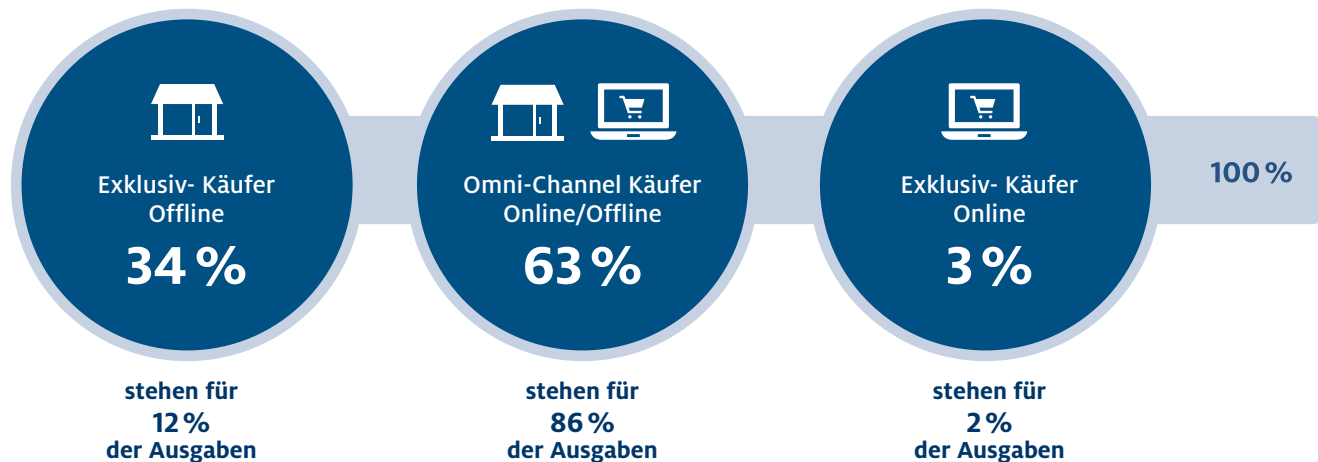 Exklusiv- Käufer
Offline
34 %
stehen für
12 %
der Ausgaben
Omni-Channel Käufer
Online/Offline
63 %
stehen für
86 %
der Ausgaben
Exklusiv- Käufer
Online
3 %
stehen für
2 %
der Ausgaben
100 %